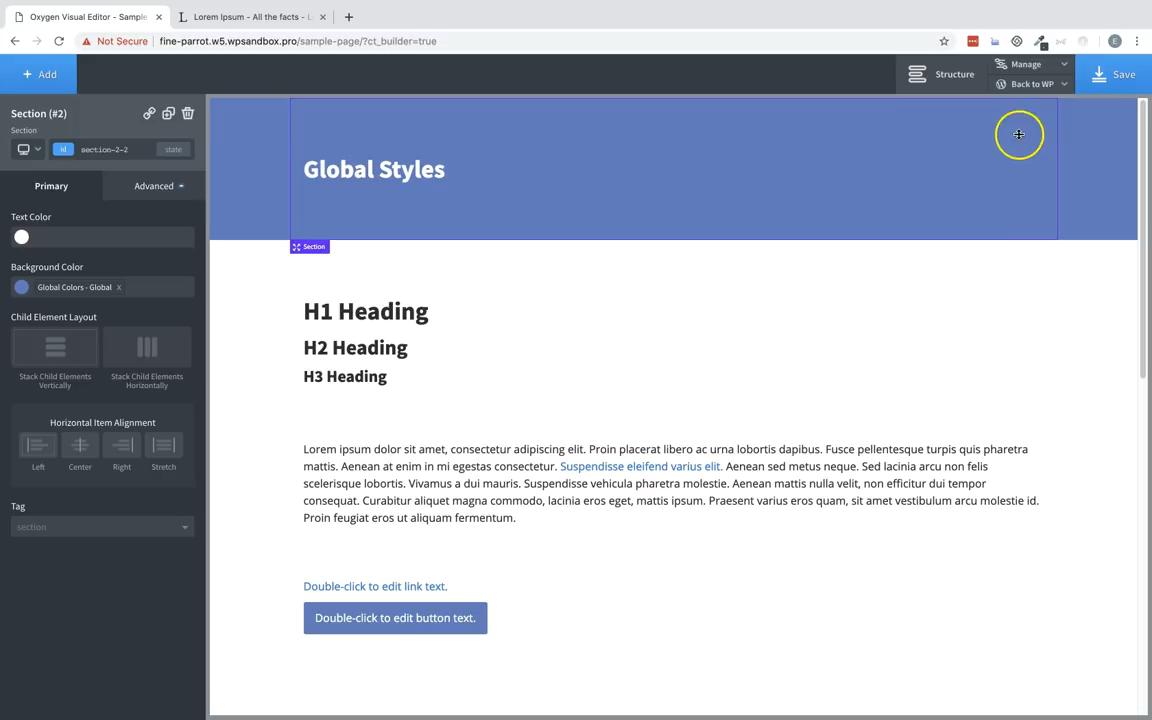 Oxygen Visual Editor - Sample
Lorem Ipsum - All the facts - L
Not Secure
fine-parrot.w5.wpsandbox.pro/sample-page/?ct_builder=true
E
+ Add
Structure
Manage
Back to WP
Save
Section (#2)
Section
id
section-2-2
state
Primary
Advanced
Text Color
Background Color
Global Colors - Global x
Child Element Layout
Stack Child Elements
Vertically
Stack Child Elements
Horizontally
Horizontal Item Alignment
Left
Center
Right
Stretch
Tag
section
Global Styles
Section
H1 Heading
H2 Heading
H3 Heading
Lorem ipsum dolor sit amet, consectetur adipiscing elit. Proin placerat libero ac urna lobortis dapibus. Fusce pellentesque turpis quis pharetra
mattis. Aenean at enim in mi egestas consectetur. Suspendisse eleifend varius elit. Aenean sed metus neque. Sed lacinia arcu non felis
scelerisque lobortis. Vivamus a dui mauris. Suspendisse vehicula pharetra molestie. Aenean mattis nulla velit, non efficitur dui tempor
consequat. Curabitur aliquet magna commodo, lacinia eros eget, mattis ipsum. Praesent varius eros quam, sit amet vestibulum arcu molestie id.
Proin feugiat eros ut aliquam fermentum.
Double-click to edit link text.
Double-click to edit button text.